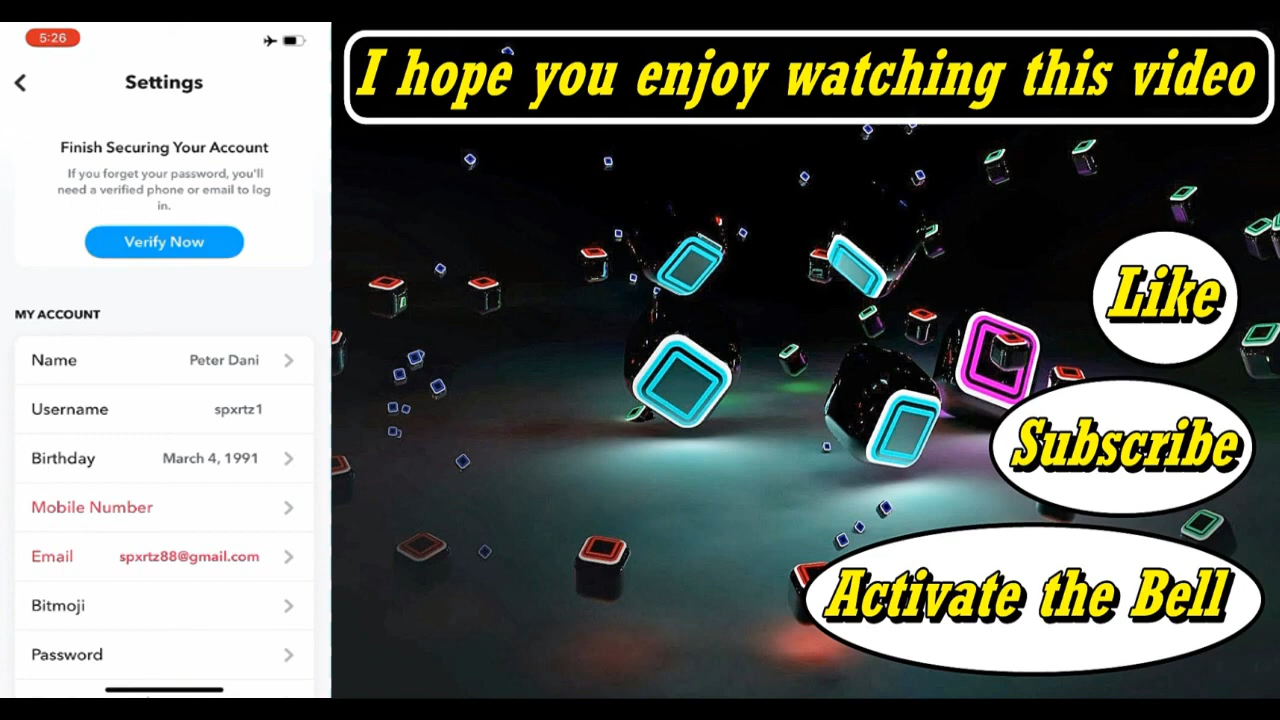 5:26
Settings
Finish Securing Your Account
If you forget your password, you'll
need a verified phone or email to log
in.
Verify Now
MY ACCOUNT
Name Peter Dani
Username spxrtz1
Birthday March 4, 1991
Mobile Number
Email spxrtz88@gmail.com
Bitmoji
Password
I hope you enjoy watching this video
Like
Subscribe
Activate the Bell